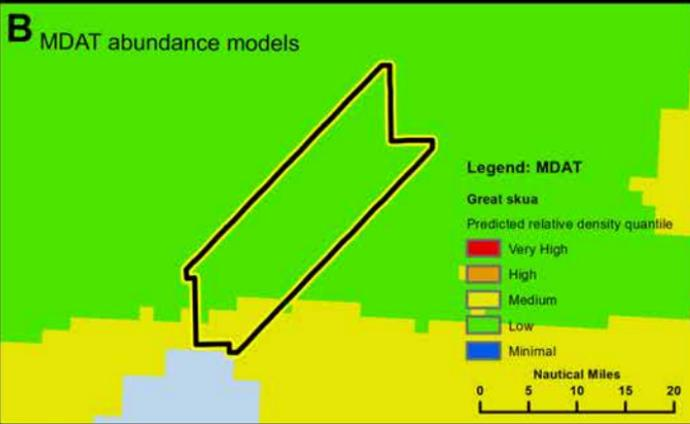 B MDAT abundance models
Legend: MDAT
Great skua
Predicted relative density quantile
Very High
High
Medium
Low
Minimal
Nautical Miles
0 5 10 15 20